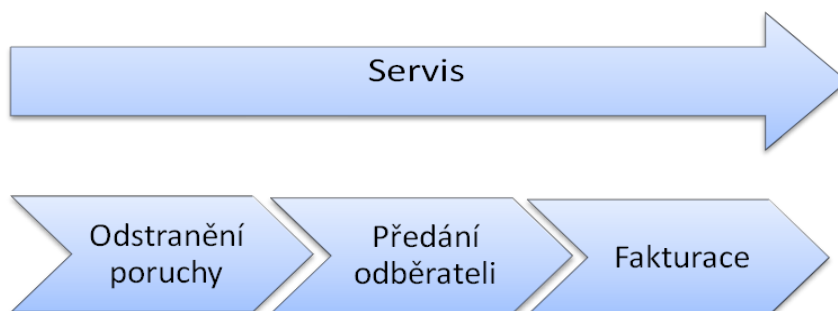 Servis
Odstranění
poruchy
Předání
odběrateli
Fakturace